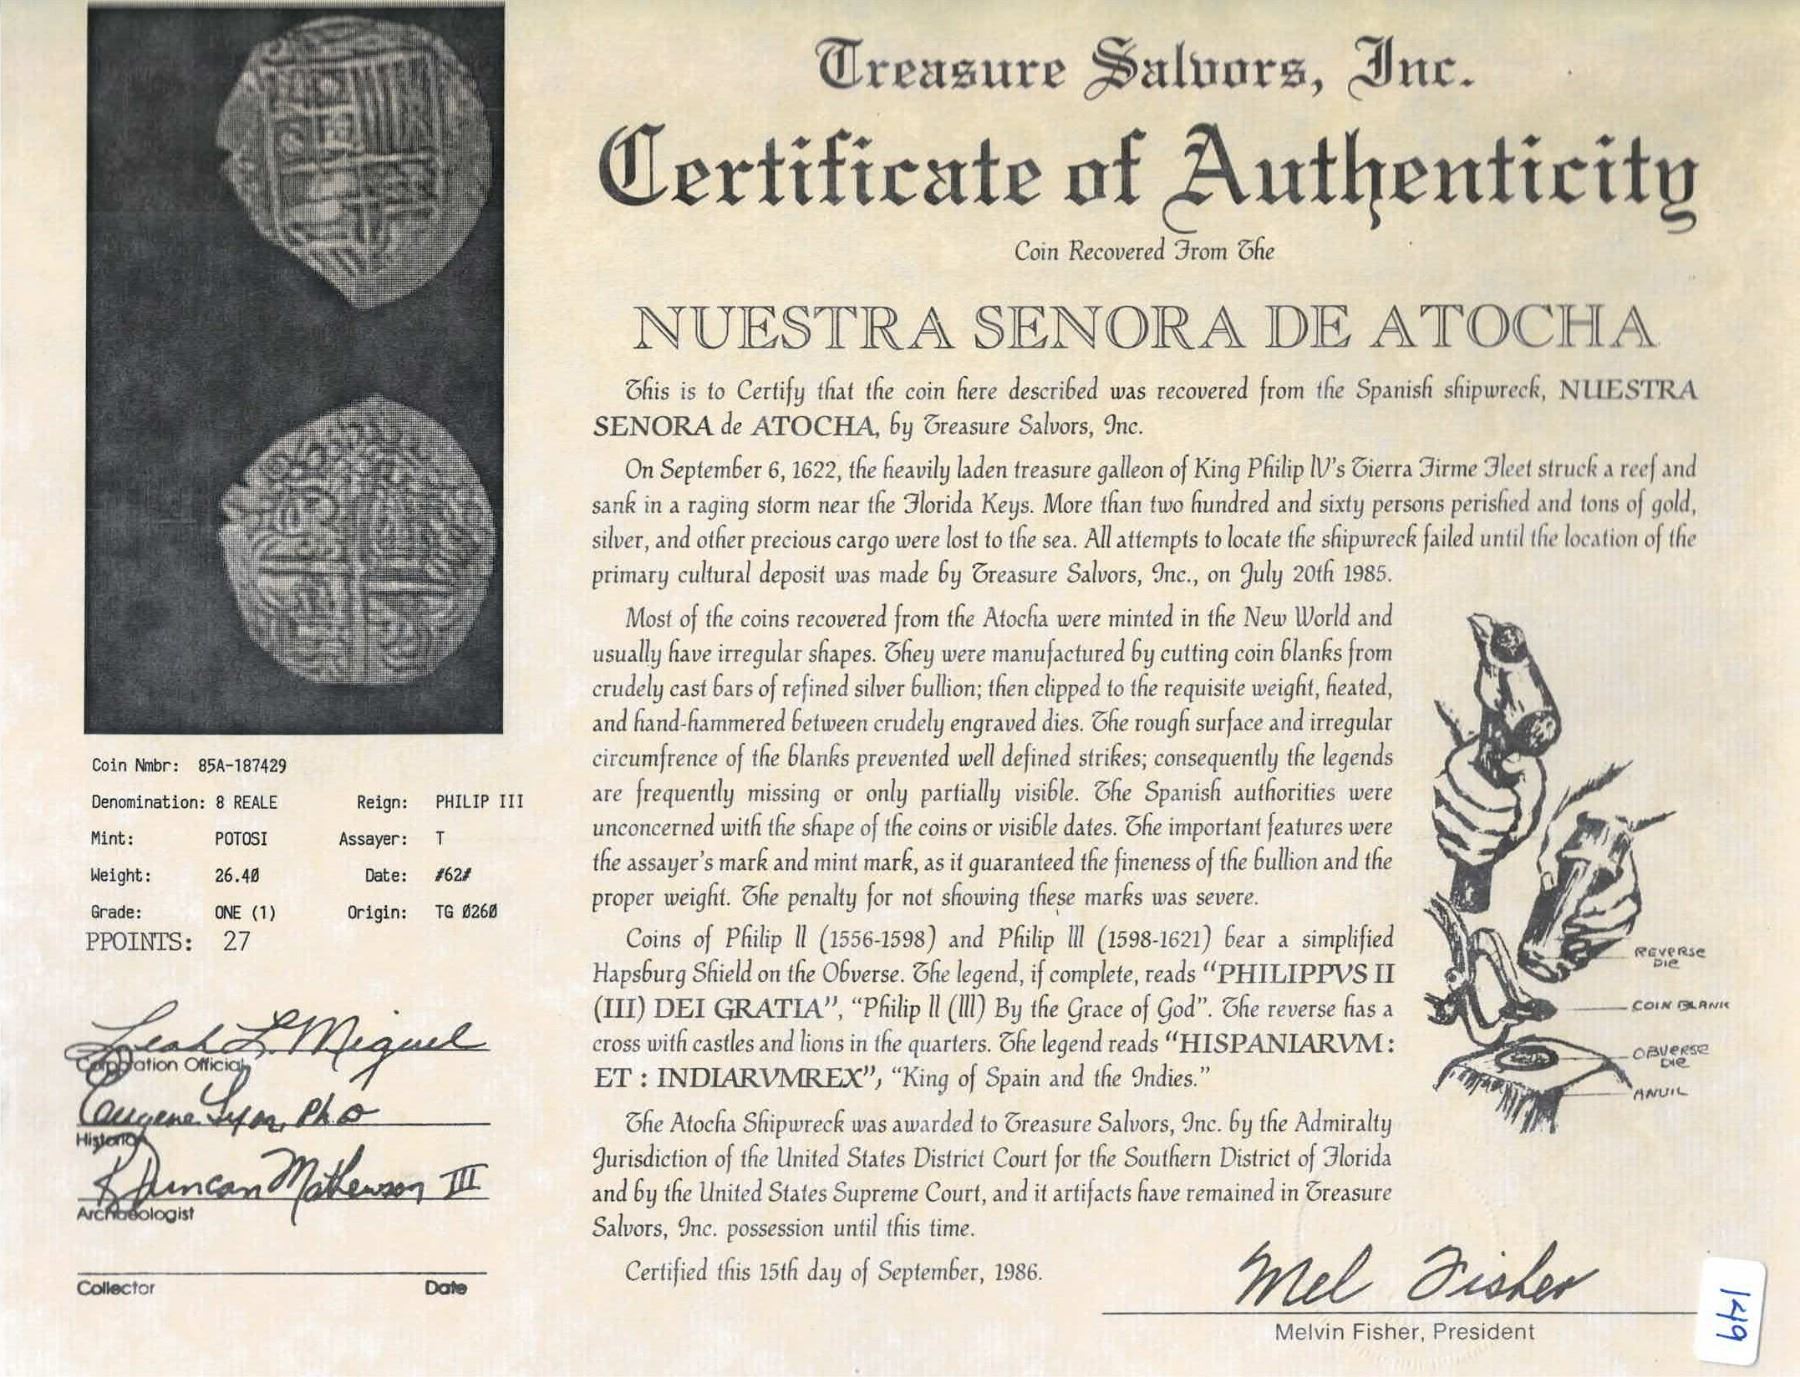 Treasure Salvors, Inc.
Certificate of Authenticity
Coin Recovered From The
NUESTRA SENORA DE ATOCHA
This is to Certify that the coin here described was recovered from the Spanish shipwreck, NUESTRA
SENORA de ATOCHA, by Treasure Salvors, Inc.
On September 6, 1622, the heavily laden treasure galleon of King Philip IV's Tierra Firme Fleet struck a reef and
sank in a raging storm near the Florida Keys. More than two hundred and sixty persons perished and tons of gold,
silver, and other precious cargo were lost to the sea. All attempts to locate the shipwreck failed until the location of the
primary cultural deposit was made by Treasure Salvors, Inc., on July 20th 1985.
Most of the coins recovered from the Atocha were minted in the New World and
usually have irregular shapes. They were manufactured by cutting coin blanks from
crudely cast bars of refined silver bullion; then clipped to the requisite weight, heated,
and hand-hammered between crudely engraved dies. The rough surface and irregular
circumfrence of the blanks prevented well defined strikes; consequently the legends
are frequently missing or only partially visible. The Spanish authorities were
unconcerned with the shape of the coins or visible dates. The important features were
the assayer's mark and mint mark, as it guaranteed the fineness of the bullion and the
proper weight. The penalty for not showing these marks was severe.
Coins of Philip II (1556-1598) and Philip III (1598-1621) bear a simplified
Hapsburg Shield on the Obverse. The legend, if complete, reads "PHILIPPVS II
(III) DEI GRATIA", "Philip II (III) By the Grace of God". The reverse has a
cross with castles and lions in the quarters. The legend reads "HISPANIARVM :
ET : INDIARVMREX", "King of Spain and the Indies."
The Atocha Shipwreck was awarded to Treasure Salvors, Inc. by the Admiralty
Jurisdiction of the United States District Court for the Southern District of Florida
and by the United States Supreme Court, and it artifacts have remained in Treasure
Salvors, Inc. possession until this time.
Certified this 15th day of September, 1986.
Mel Fisher
Melvin Fisher, President
REVERSE
DIE
COIN BLANK
OBVERSE
DIE
ANVIL
Coin Nmbr: 85A-187429
Denomination: 8 REALE Reign: PHILIP III
Mint: POTOSI Assayer: T
Weight: 26.40 Date: #62#
Grade: ONE (1) Origin: TG 0260
PPOINTS: 27
Leah L. Miguel
Corporation Official
Eugene Lyon, Ph.D
Historian
R Duncan Mathewson III
Archaeologist
Collector Date
149